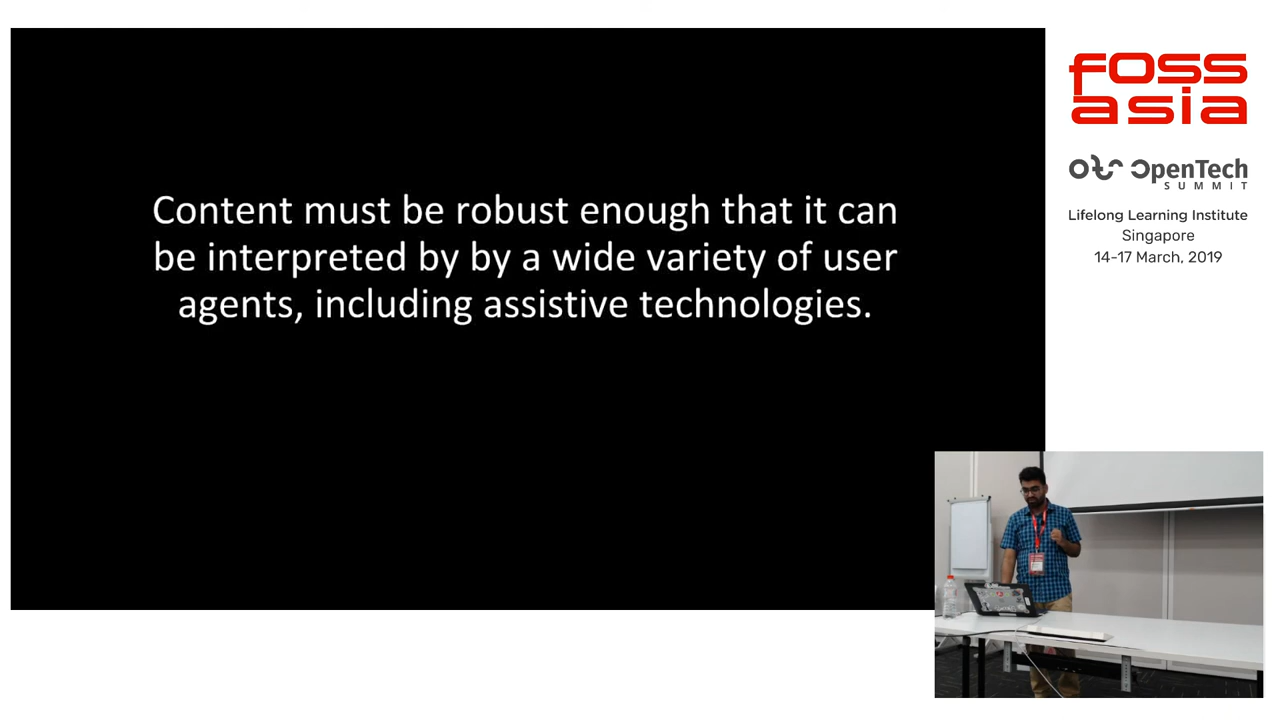 Content must be robust enough that it can
be interpreted by by a wide variety of user
agents, including assistive technologies.
fOSS
asia
OpenTech
SUMMIT
Lifelong Learning Institute
Singapore
14-17 March, 2019